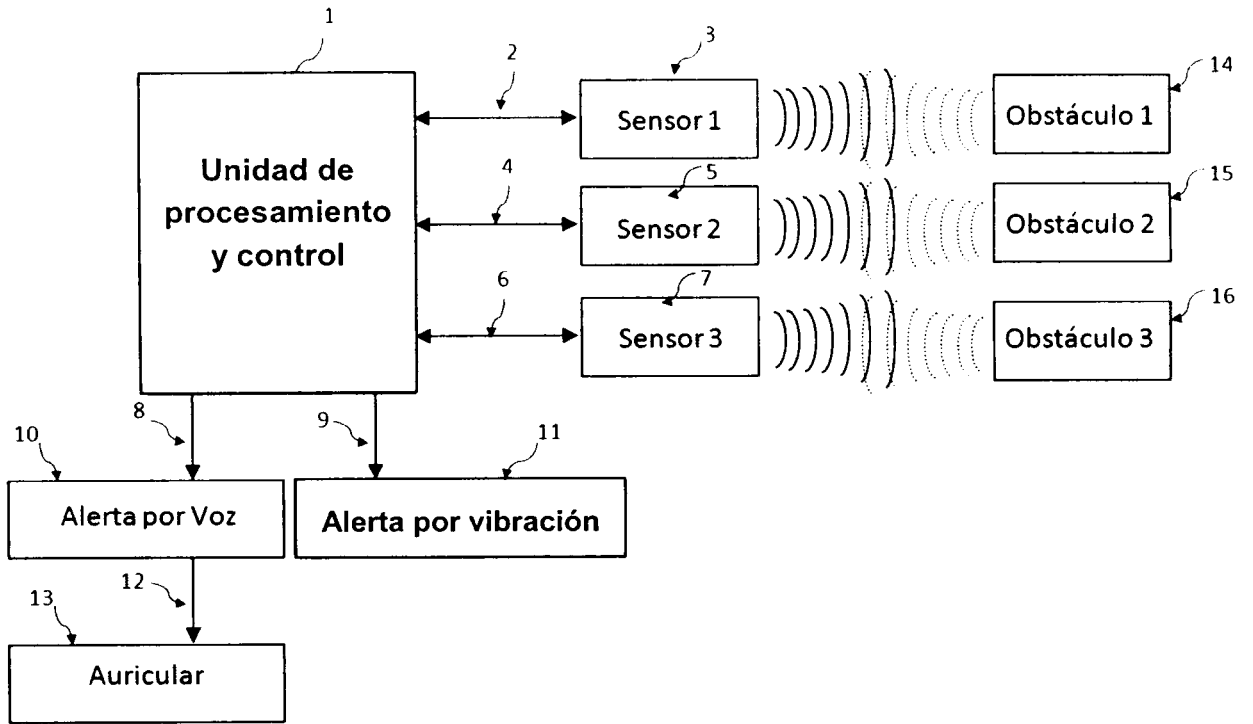 1
2
3
14
Unidad de
procesamiento
y control
Sensor 1
Obstáculo 1
4
5
15
Sensor 2
Obstáculo 2
6
7
16
Sensor 3
Obstáculo 3
8
9
10
11
Alerta por Voz
Alerta por vibración
12
13
Auricular